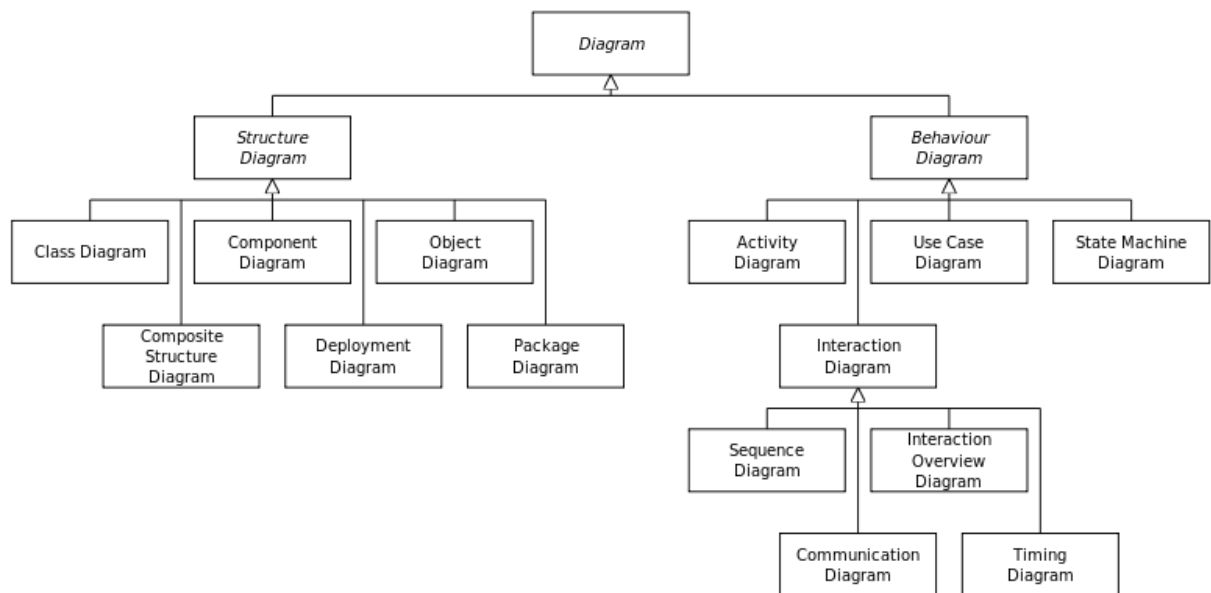 Diagram
Structure
Diagram
Behaviour
Diagram
Class Diagram
Component
Diagram
Object
Diagram
Activity
Diagram
Use Case
Diagram
State Machine
Diagram
Composite
Structure
Diagram
Deployment
Diagram
Package
Diagram
Interaction
Diagram
Sequence
Diagram
Interaction
Overview
Diagram
Communication
Diagram
Timing
Diagram